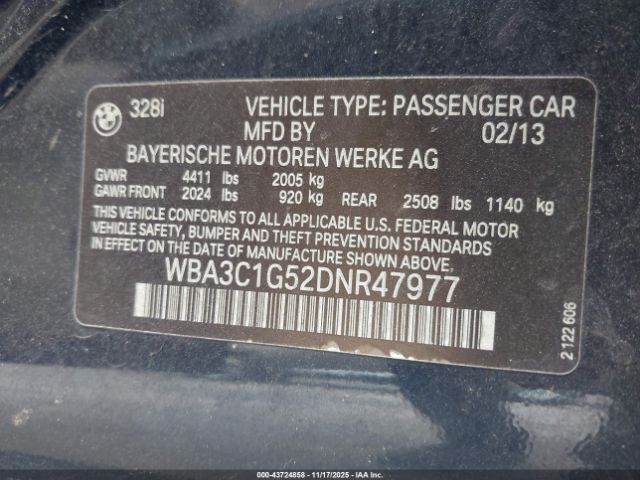 328i VEHICLE TYPE: PASSENGER CAR
MFD BY 02/13
BAYERISCHE MOTOREN WERKE AG
GVWR 4411 lbs 2005 kg
GAWR FRONT 2024 lbs 920 kg REAR 2508 lbs 1140 kg
THIS VEHICLE CONFORMS TO ALL APPLICABLE U.S. FEDERAL MOTOR
VEHICLE SAFETY, BUMPER AND THEFT PREVENTION STANDARDS IN
EFFECT ON THE DATE OF MANUFACTURE SHOWN ABOVE.
WBA3C1G52DNR47977
2 122 606
000-43724858 - 11/17/2025 - IAAI.CA